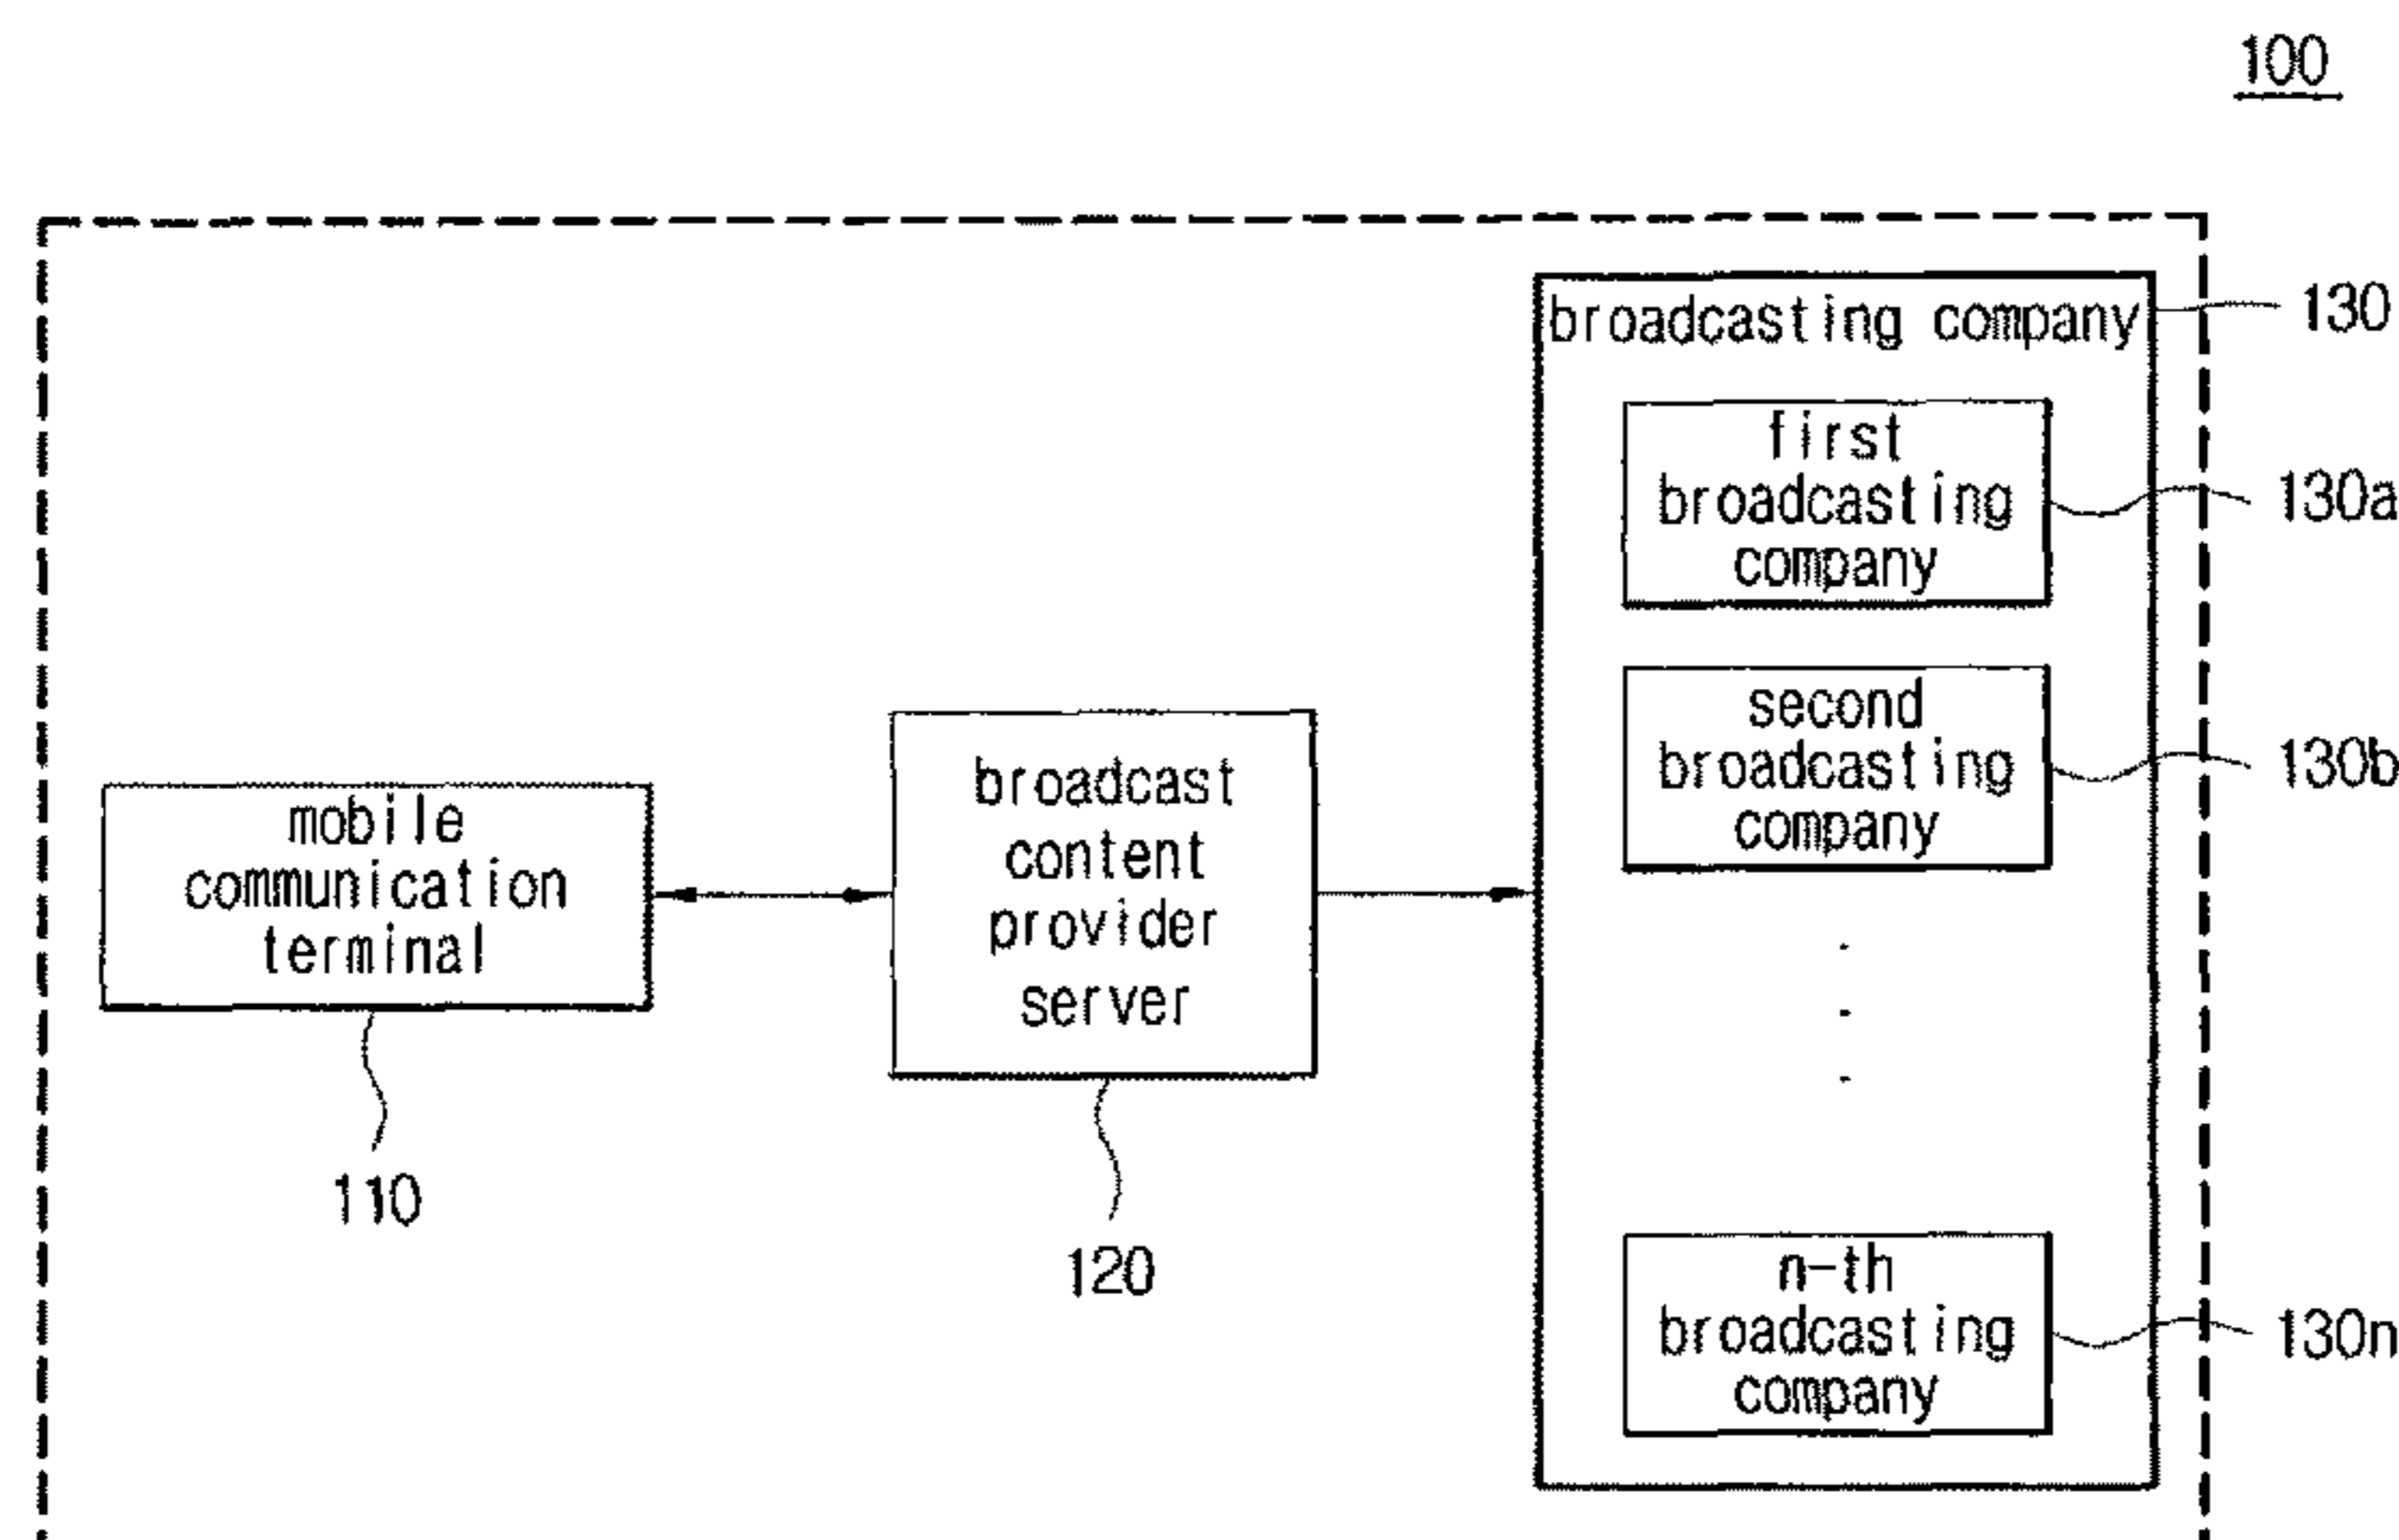 100
broadcasting company
130
first
broadcasting
company
130a
second
broadcasting
company
130b
mobile
communication
terminal
110
broadcast
content
provider
server
120
.
.
.
n-th
broadcasting
company
130n